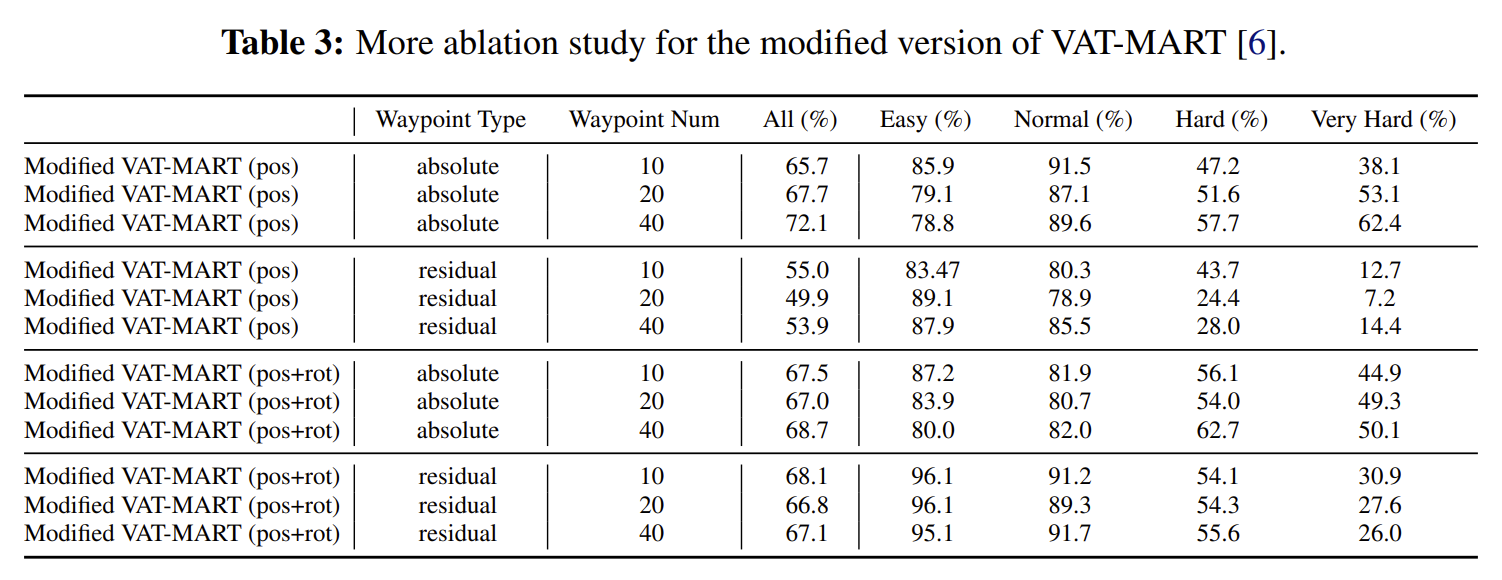 Table 3: More ablation study for the modified version of VAT-MART [6].
Waypoint Type Waypoint Num All (%) Easy (%) Normal (%) Hard (%) Very Hard (%)
Modified VAT-MART (pos) absolute 10 65.7 85.9 91.5 47.2 38.1
Modified VAT-MART (pos) absolute 20 67.7 79.1 87.1 51.6 53.1
Modified VAT-MART (pos) absolute 40 72.1 78.8 89.6 57.7 62.4
Modified VAT-MART (pos) residual 10 55.0 83.47 80.3 43.7 12.7
Modified VAT-MART (pos) residual 20 49.9 89.1 78.9 24.4 7.2
Modified VAT-MART (pos) residual 40 53.9 87.9 85.5 28.0 14.4
Modified VAT-MART (pos+rot) absolute 10 67.5 87.2 81.9 56.1 44.9
Modified VAT-MART (pos+rot) absolute 20 67.0 83.9 80.7 54.0 49.3
Modified VAT-MART (pos+rot) absolute 40 68.7 80.0 82.0 62.7 50.1
Modified VAT-MART (pos+rot) residual 10 68.1 96.1 91.2 54.1 30.9
Modified VAT-MART (pos+rot) residual 20 66.8 96.1 89.3 54.3 27.6
Modified VAT-MART (pos+rot) residual 40 67.1 95.1 91.7 55.6 26.0